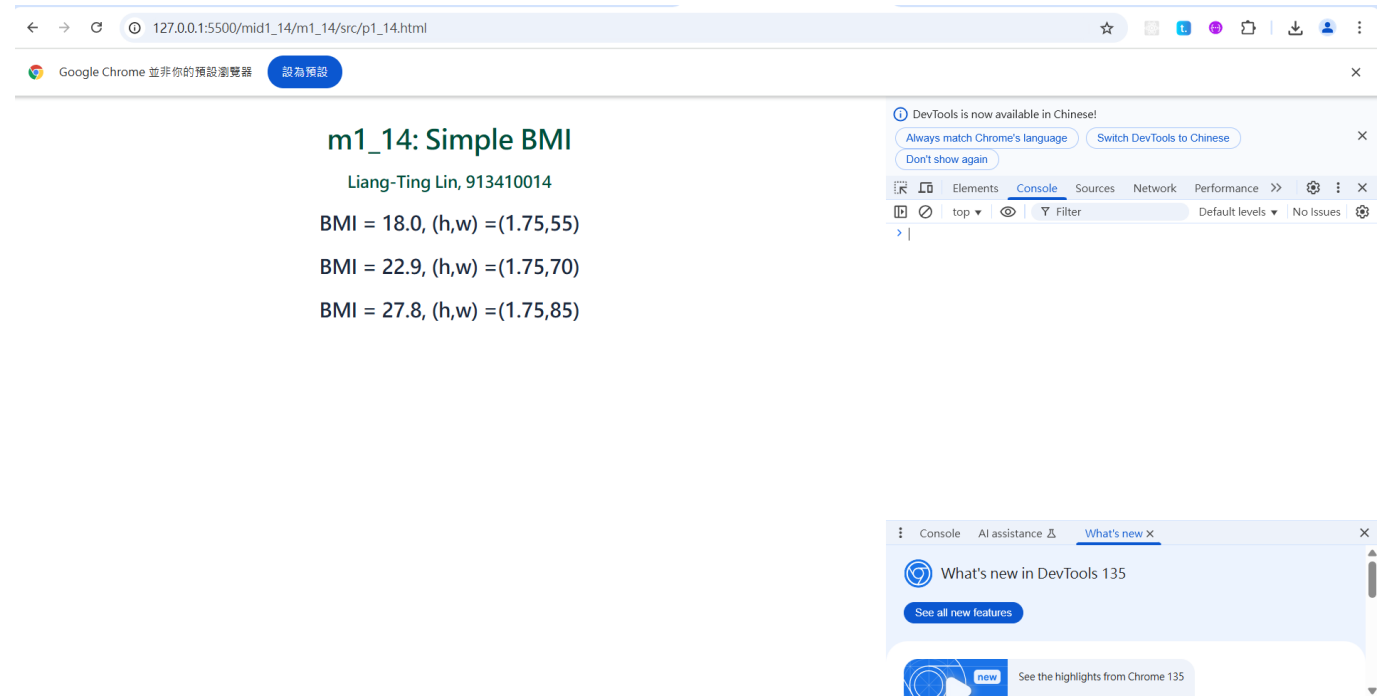 127.0.0.1:5500/mid1_14/m1_14/src/p1_14.html
Google Chrome 並非你的預設瀏覽器 設為預設
m1_14: Simple BMI
Liang-Ting Lin, 913410014
BMI = 18.0, (h,w) =(1.75,55)
BMI = 22.9, (h,w) =(1.75,70)
BMI = 27.8, (h,w) =(1.75,85)
DevTools is now available in Chinese!
Always match Chrome's language Switch DevTools to Chinese
Don't show again
Elements Console Sources Network Performance
top Filter Default levels No Issues
Console AI assistance What's new
What's new in DevTools 135
See all new features
new See the highlights from Chrome 135